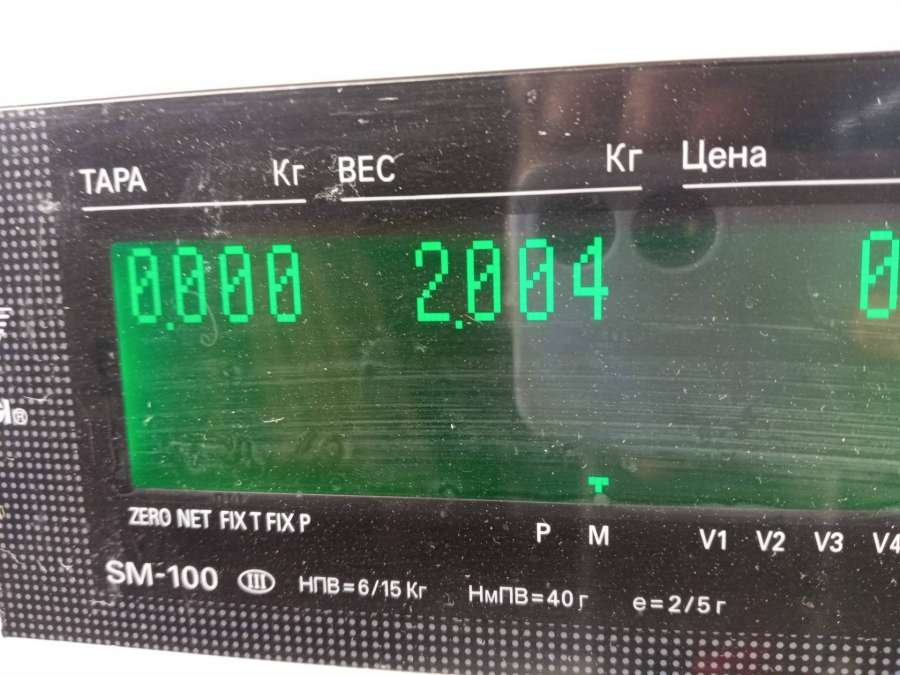 ТАРА Кг ВЕС Кг Цена
0.000 2.004 0
ZERO NET FIX T FIX P P M V1 V2 V3 V4
SM-100 III НПВ=6/15 Кг НмПВ=40 г e=2/5 г